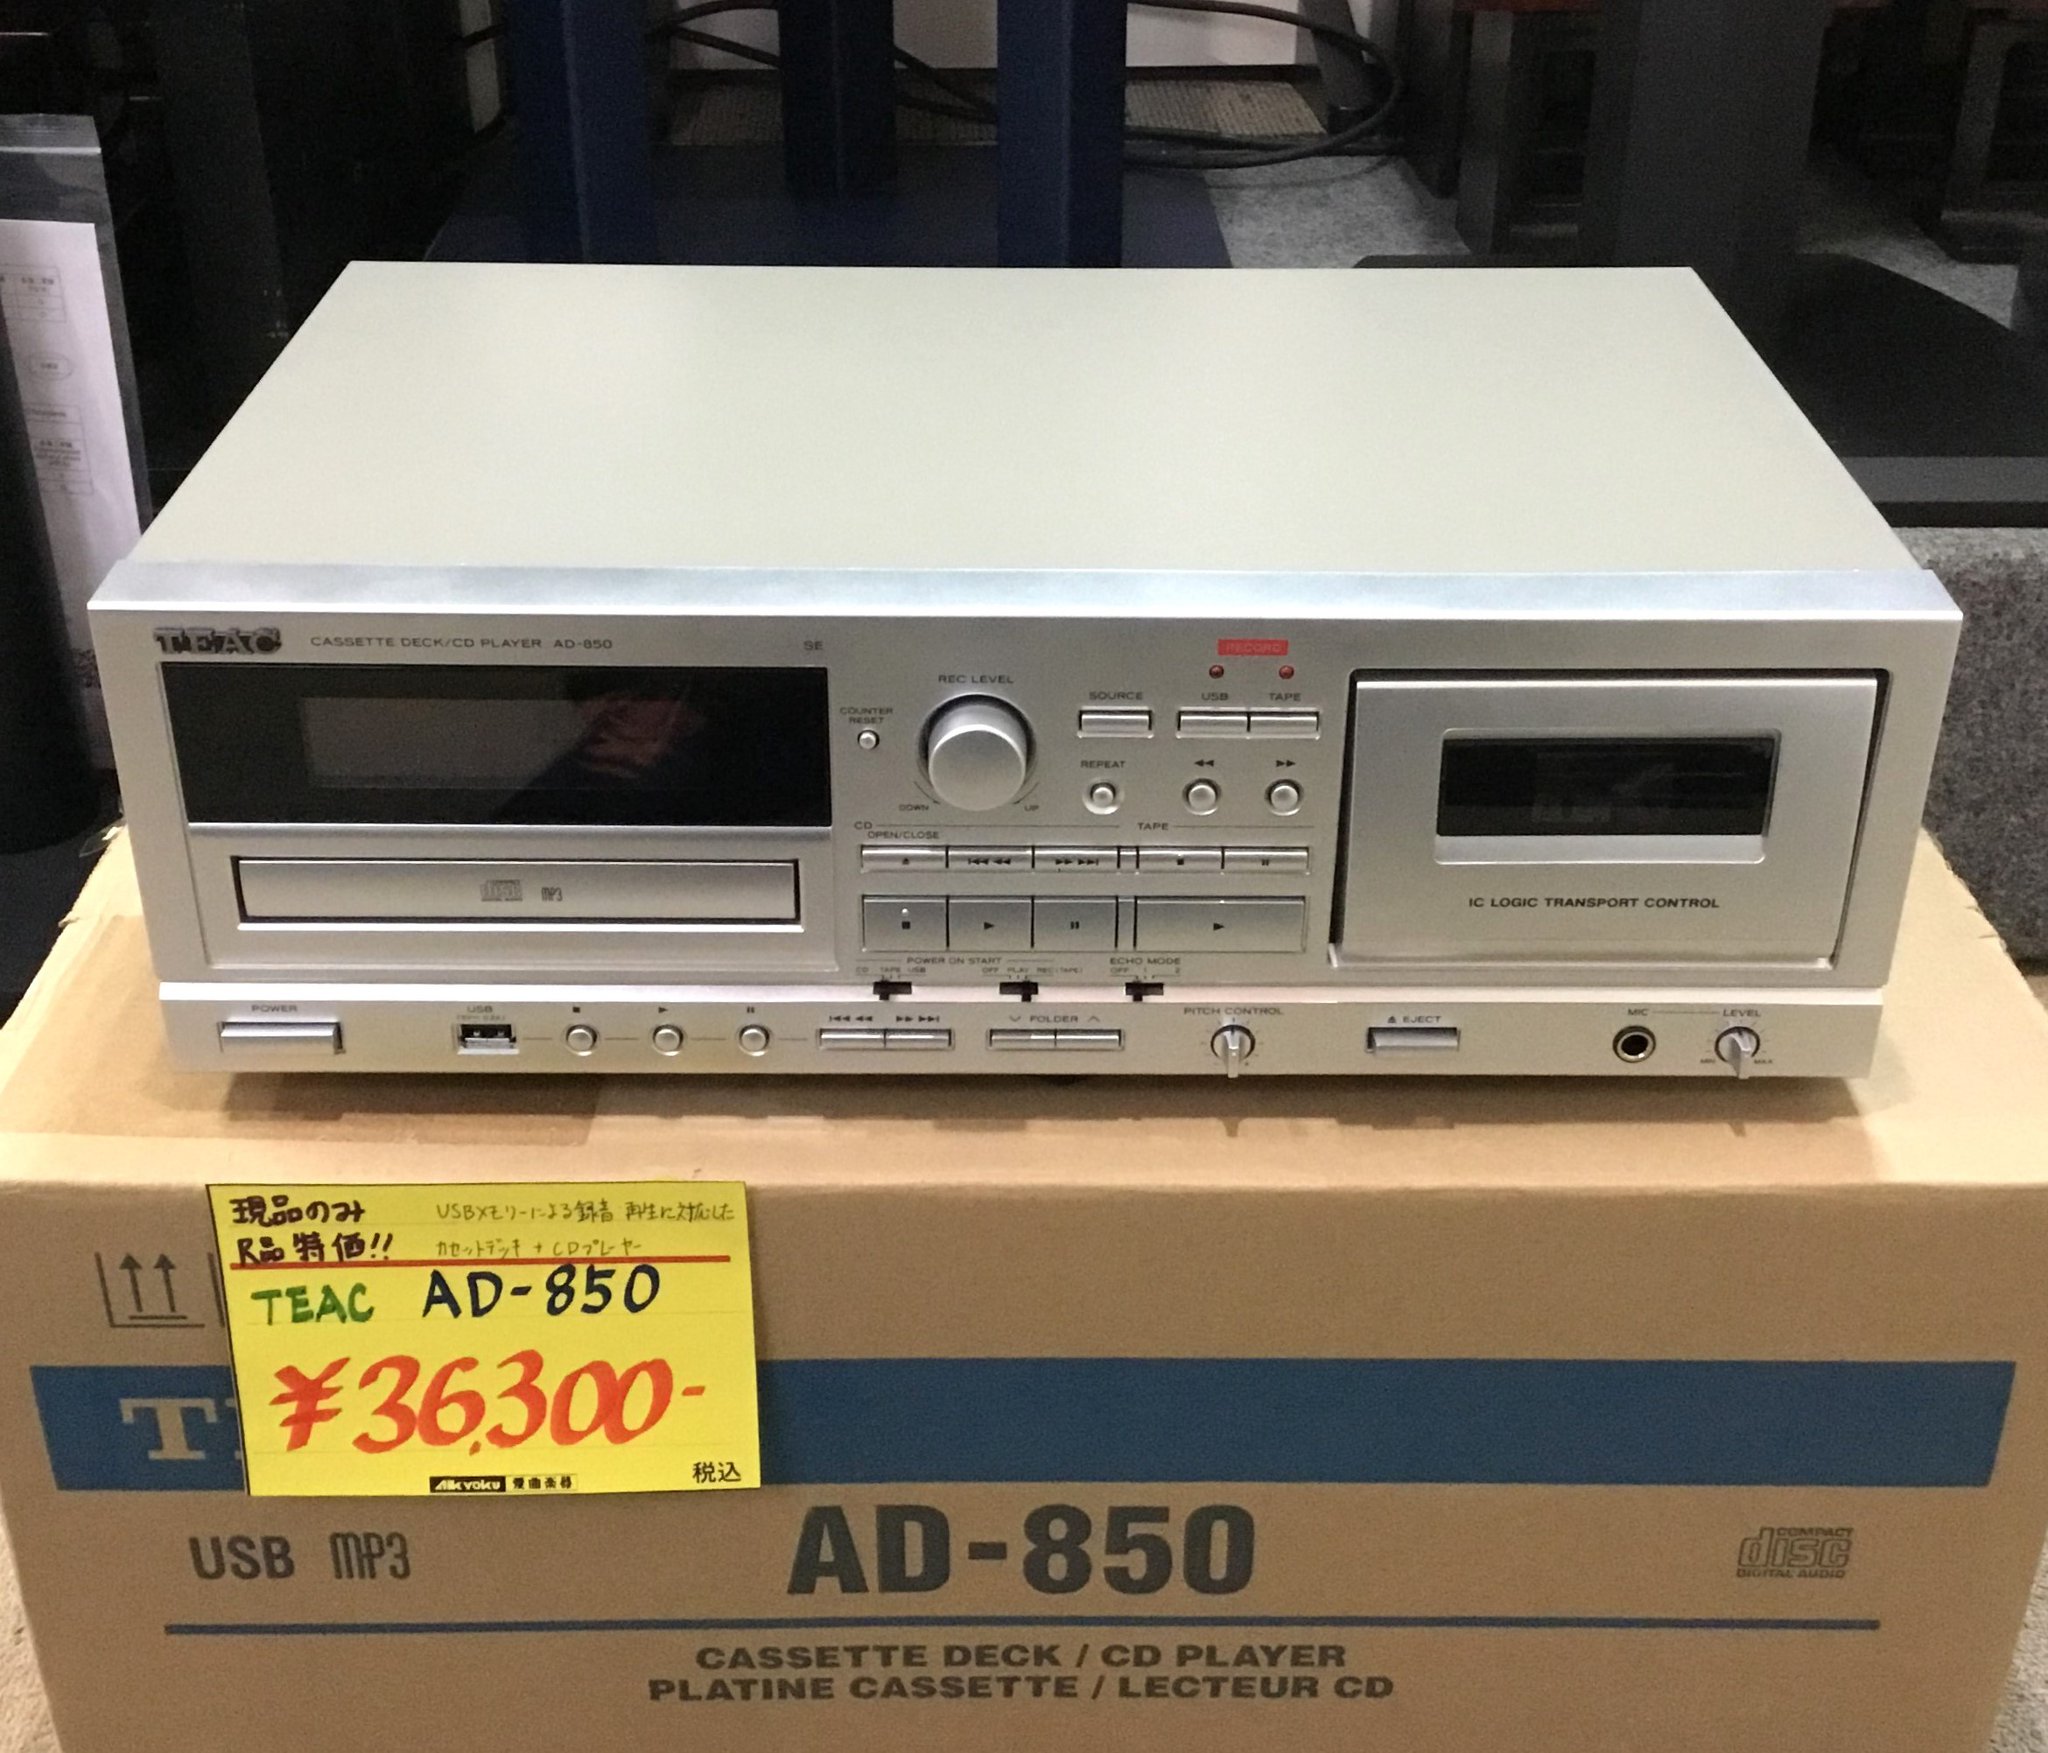 TEAC CASSETTE DECK/CD PLAYER AD-850 SE
COUNTER RESET
REC LEVEL
DOWN UP
SOURCE
RECORD
USB TAPE
REPEAT
CD TAPE
OPEN/CLOSE
MP3
IC LOGIC TRANSPORT CONTROL
POWER ON START
CD TAPE USB
OFF PLAY REC(TAPE)
ECHO MODE
OFF 1 2
POWER
USB
FOLDER
PITCH CONTROL
EJECT
MIC LEVEL
MIN MAX
現品のみ
R品特価!!
USBメモリーによる録音 再生に対応した
カセットデッキ + CDプレーヤー
TEAC AD-850
¥36,300-
税込
Aikyoku 愛曲楽器
USB MP3
AD-850
COMPACT
disc
DIGITAL AUDIO
CASSETTE DECK / CD PLAYER
PLATINE CASSETTE / LECTEUR CD